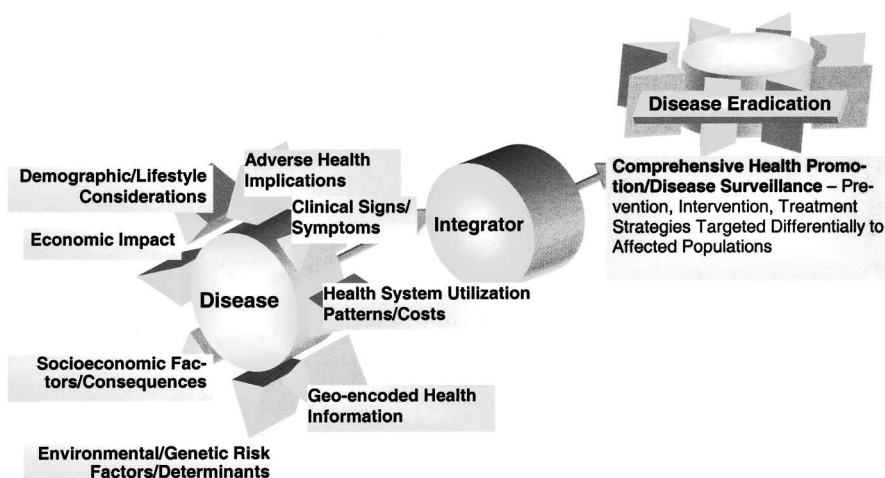 Disease Eradication
Comprehensive Health Promo-
tion/Disease Surveillance – Pre-
vention, Intervention, Treatment
Strategies Targeted Differentially to
Affected Populations
Adverse Health
Implications
Demographic/Lifestyle
Considerations
Clinical Signs/
Symptoms
Integrator
Economic Impact
Disease
Health System Utilization
Patterns/Costs
Socioeconomic Fac-
tors/Consequences
Geo-encoded Health
Information
Environmental/Genetic Risk
Factors/Determinants